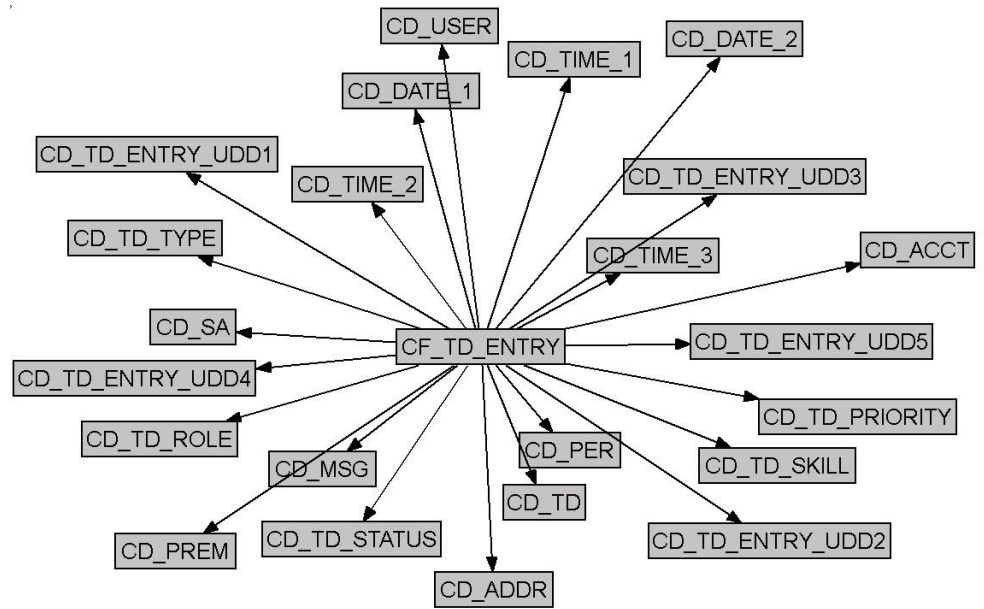 CD_USER
CD_DATE_2
CD_TIME_1
CD_DATE_1
CD_TD_ENTRY_UDD1
CD_TIME_2
CD_TD_ENTRY_UDD3
CD_TD_TYPE
CD_TIME_3
CD_ACCT
CD_SA
CF_TD_ENTRY
CD_TD_ENTRY_UDD5
CD_TD_ENTRY_UDD4
CD_TD_PRIORITY
CD_TD_ROLE
CD_MSG
CD_PER
CD_TD_SKILL
CD_TD
CD_PREM
CD_TD_STATUS
CD_TD_ENTRY_UDD2
CD_ADDR